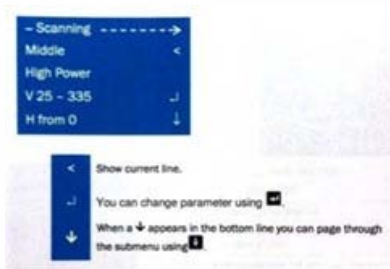 – Scanning - - - - - - - →
Middle <
High Power
V 25 – 335 ↵
H from 0 ↓
< Show current line.
↵ You can change parameter using ↵.
↓ When a ↓ appears in the bottom line you can page through
the submenu using ↓.